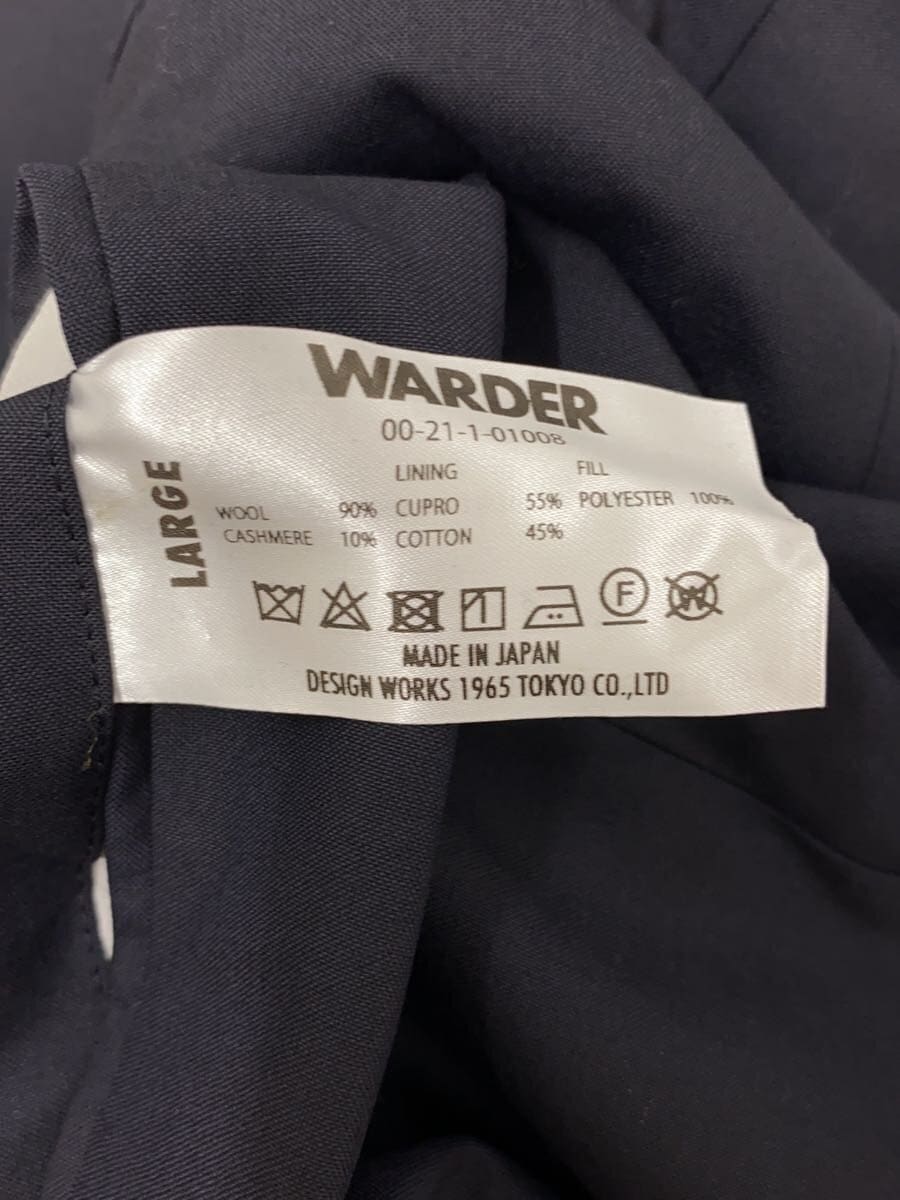 WARDER
00-21-1-01008
LARGE
LINING FILL
WOOL 90% CUPRO 55% POLYESTER 100%
CASHMERE 10% COTTON 45%
F W
MADE IN JAPAN
DESIGN WORKS 1965 TOKYO CO.,LTD